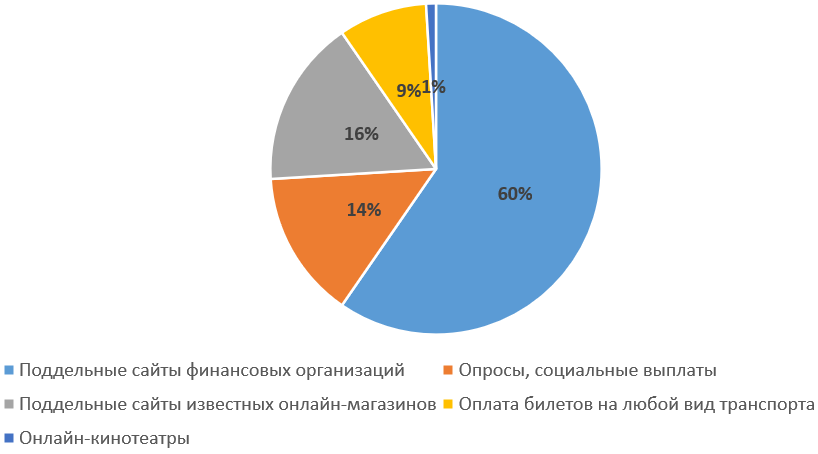 9%
1%
16%
60%
14%
Поддельные сайты финансовых организаций
Опросы, социальные выплаты
Поддельные сайты известных онлайн-магазинов
Оплата билетов на любой вид транспорта
Онлайн-кинотеатры